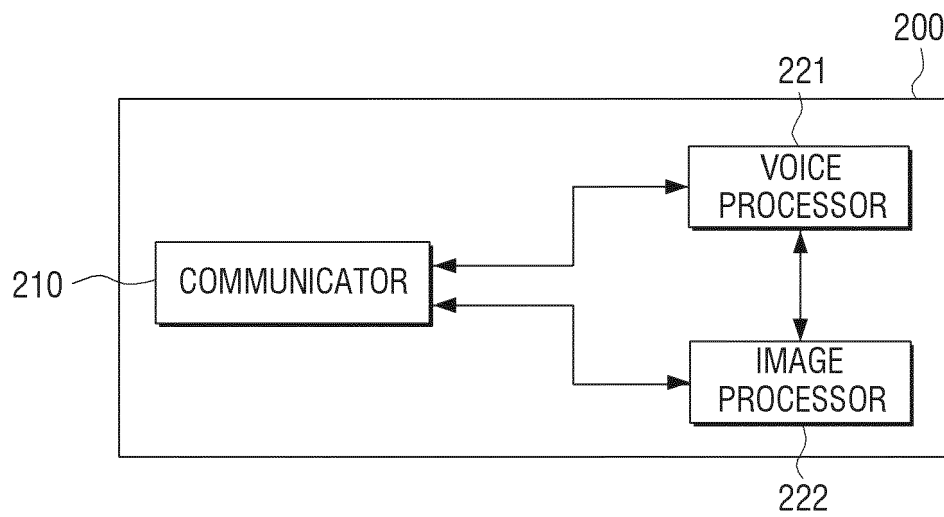 200
221
VOICE
PROCESSOR
210
COMMUNICATOR
IMAGE
PROCESSOR
222